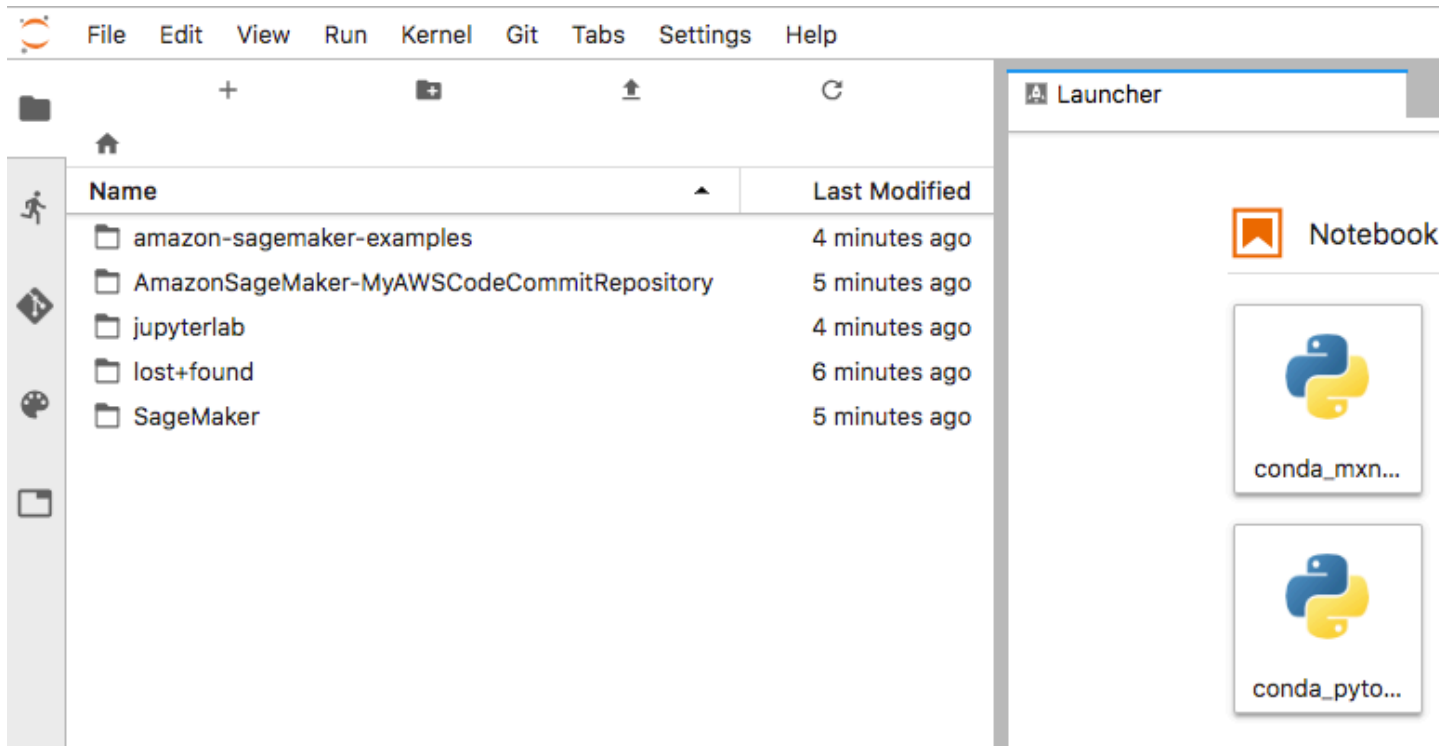 File Edit View Run Kernel Git Tabs Settings Help
Launcher
Name Last Modified
amazon-sagemaker-examples 4 minutes ago
AmazonSageMaker-MyAWSCodeCommitRepository 5 minutes ago
jupyterlab 4 minutes ago
lost+found 6 minutes ago
SageMaker 5 minutes ago
Notebook
conda_mxn...
conda_pyto...